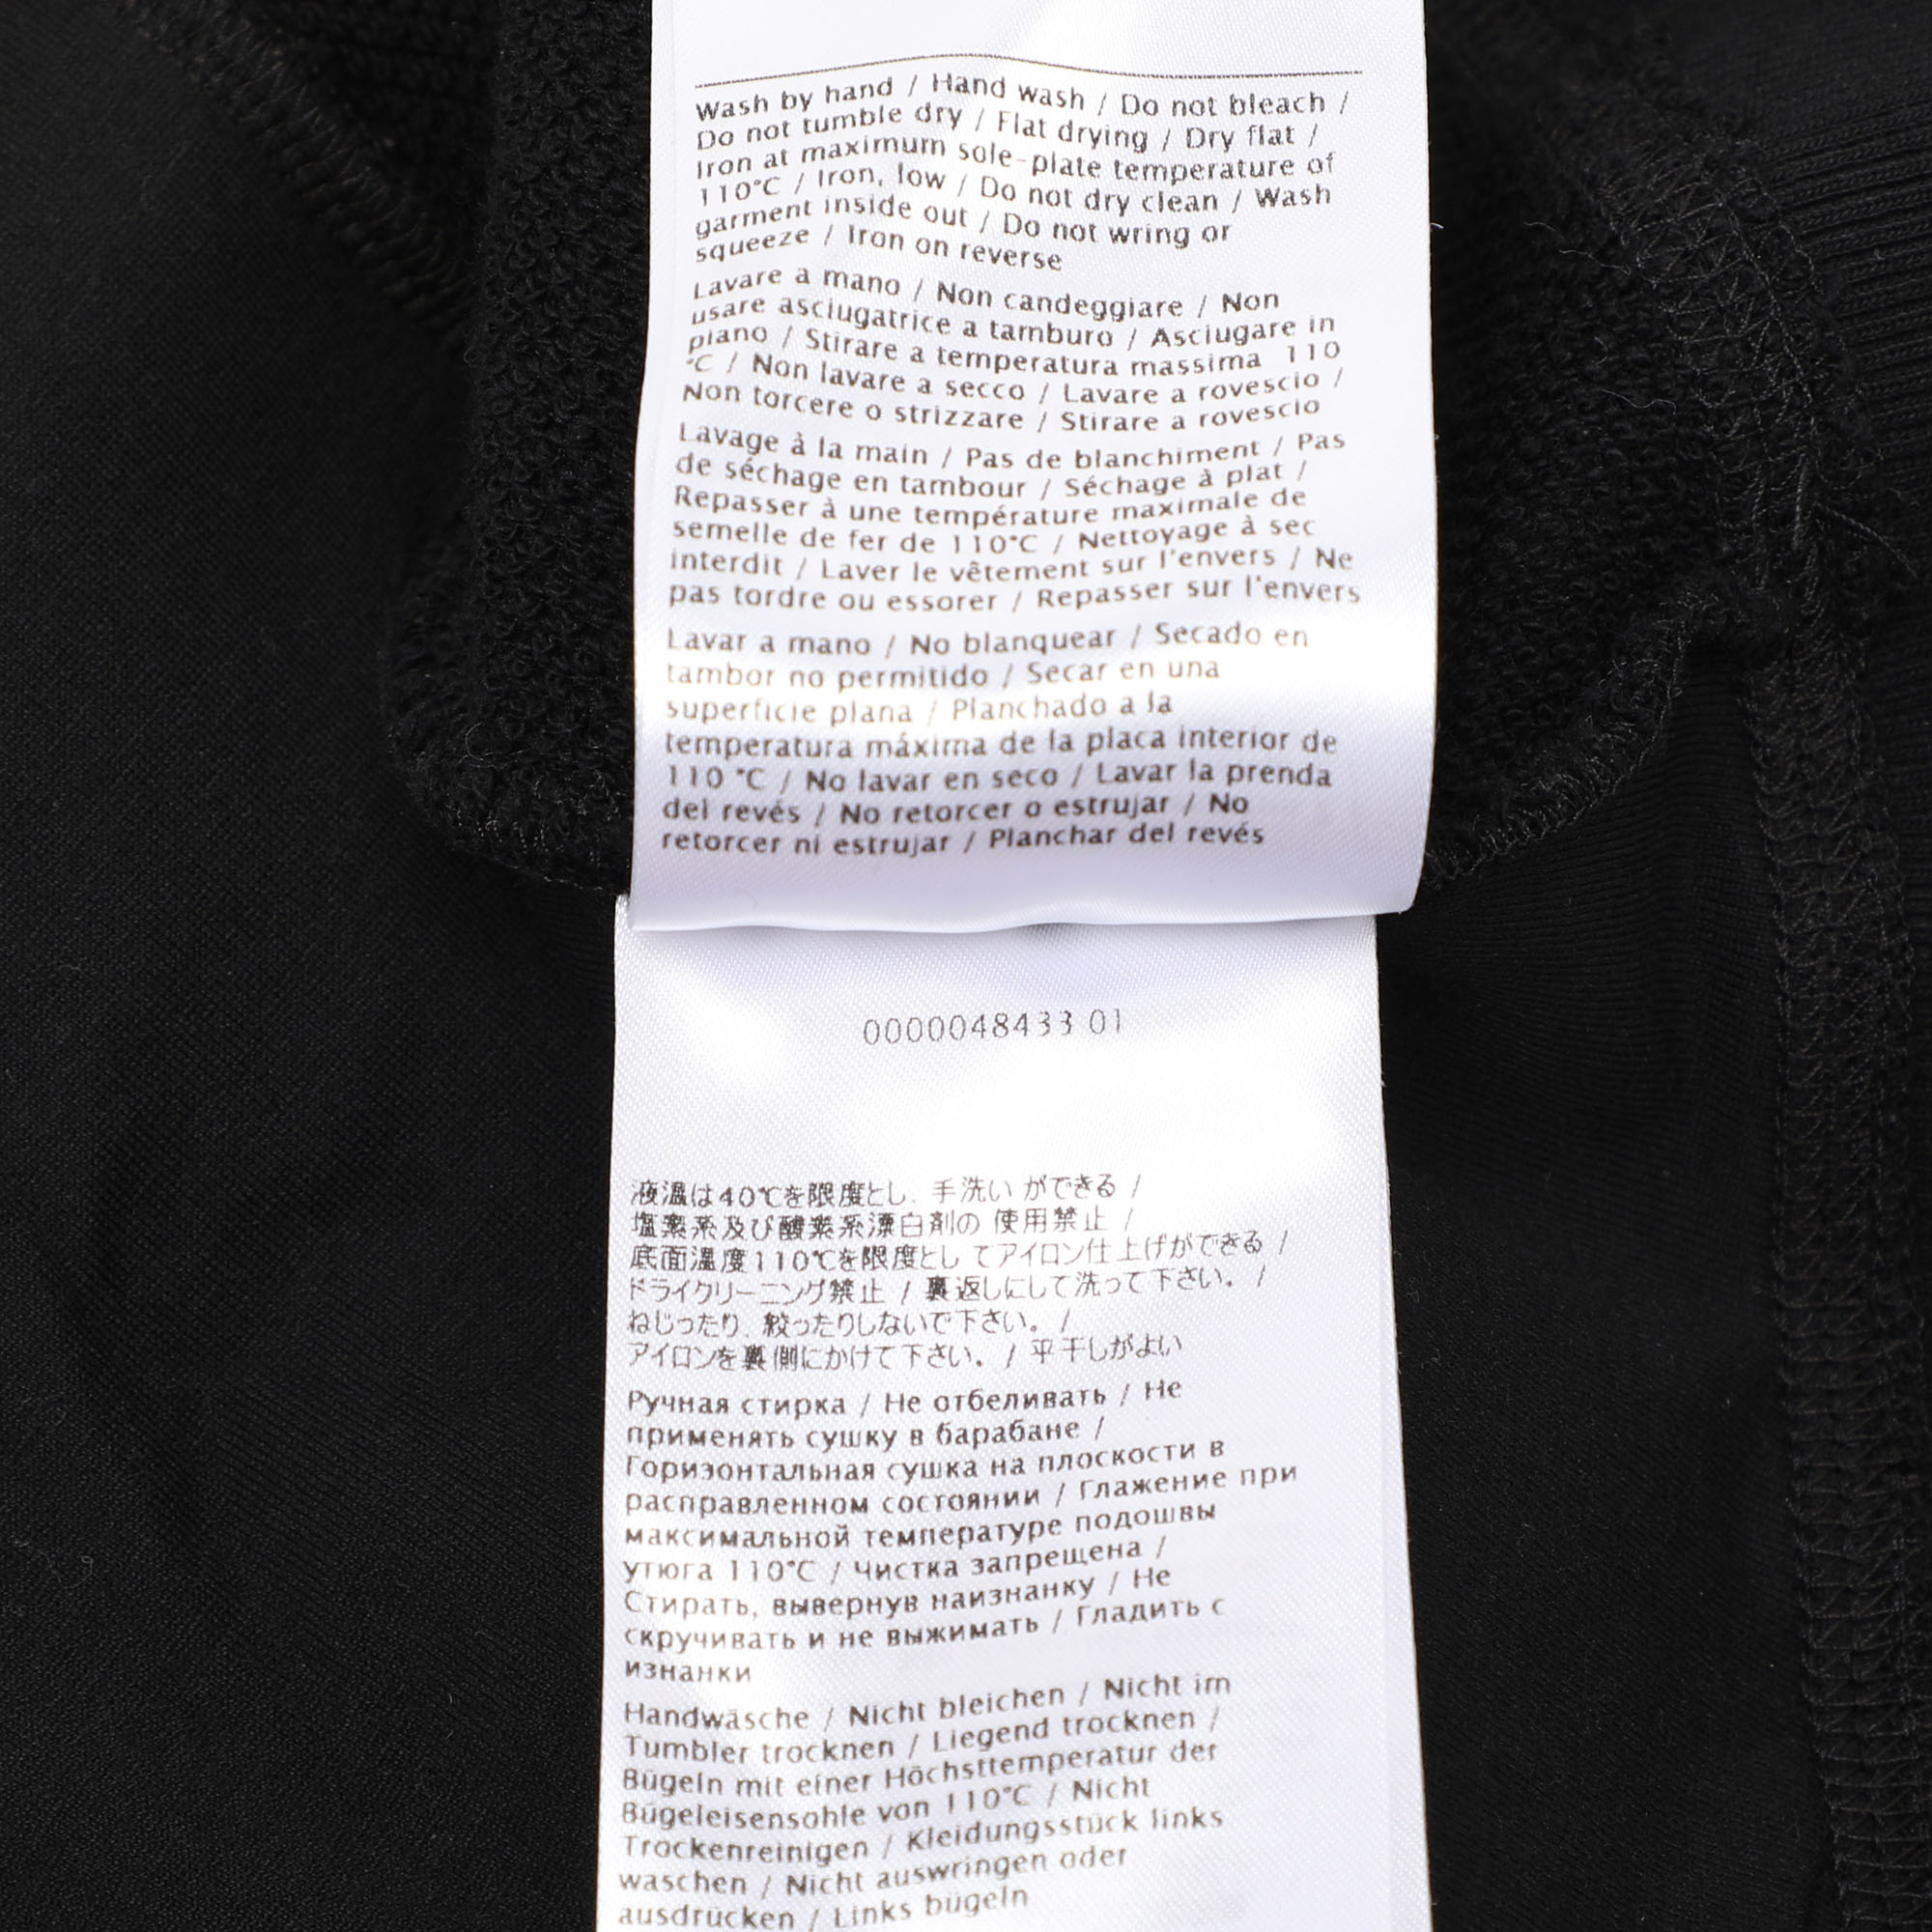 Wash by hand / Hand wash / Do not bleach /
Do not tumble dry / Flat drying / Dry flat /
Iron at maximum sole-plate temperature of
110°C / Iron, low / Do not dry clean / Wash
garment inside out / Do not wring or
squeeze / Iron on reverse
Lavare a mano / Non candeggiare / Non
usare asciugatrice a tamburo / Asciugare in
piano / Stirare a temperatura massima 110
°C / Non lavare a secco / Lavare a rovescio /
Non torcere o strizzare / Stirare a rovescio
Lavage à la main / Pas de blanchiment / Pas
de séchage en tambour / Séchage à plat /
Repasser à une température maximale de
semelle de fer de 110°C / Nettoyage à sec
interdit / Laver le vêtement sur l'envers / Ne
pas tordre ou essorer / Repasser sur l'envers
Lavar a mano / No blanquear / Secado en
tambor no permitido / Secar en una
superficie plana / Planchado a la
temperatura máxima de la placa interior de
110 °C / No lavar en seco / Lavar la prenda
del revés / No retorcer o estrujar / No
retorcer ni estrujar / Planchar del revés
0000048433 01
液温は40℃を限度とし、手洗い ができる /
塩素系及び酸素系漂白剤の 使用禁止 /
底面温度110℃を限度とし てアイロン仕上げができる /
ドライクリーニング禁止 / 裏返しにして洗って下さい。 /
ねじったり、絞ったりしないで下さい。 /
アイロンを裏側にかけて下さい。 / 平干しがよい
Ручная стирка / Не отбеливать / Не
применять сушку в барабане /
Горизонтальная сушка на плоскости в
расправленном состоянии / Глажение при
максимальной температуре подошвы
утюга 110°C / Чистка запрещена /
Стирать, вывернув наизнанку / Не
скручивать и не выжимать / Гладить с
изнанки
Handwäsche / Nicht bleichen / Nicht im
Tumbler trocknen / Liegend trocknen /
Bügeln mit einer Höchsttemperatur der
Bügeleisensohle von 110°C / Nicht
Trockenreinigen / Kleidungsstück links
waschen / Nicht auswringen oder
ausdrücken / Links bügeln